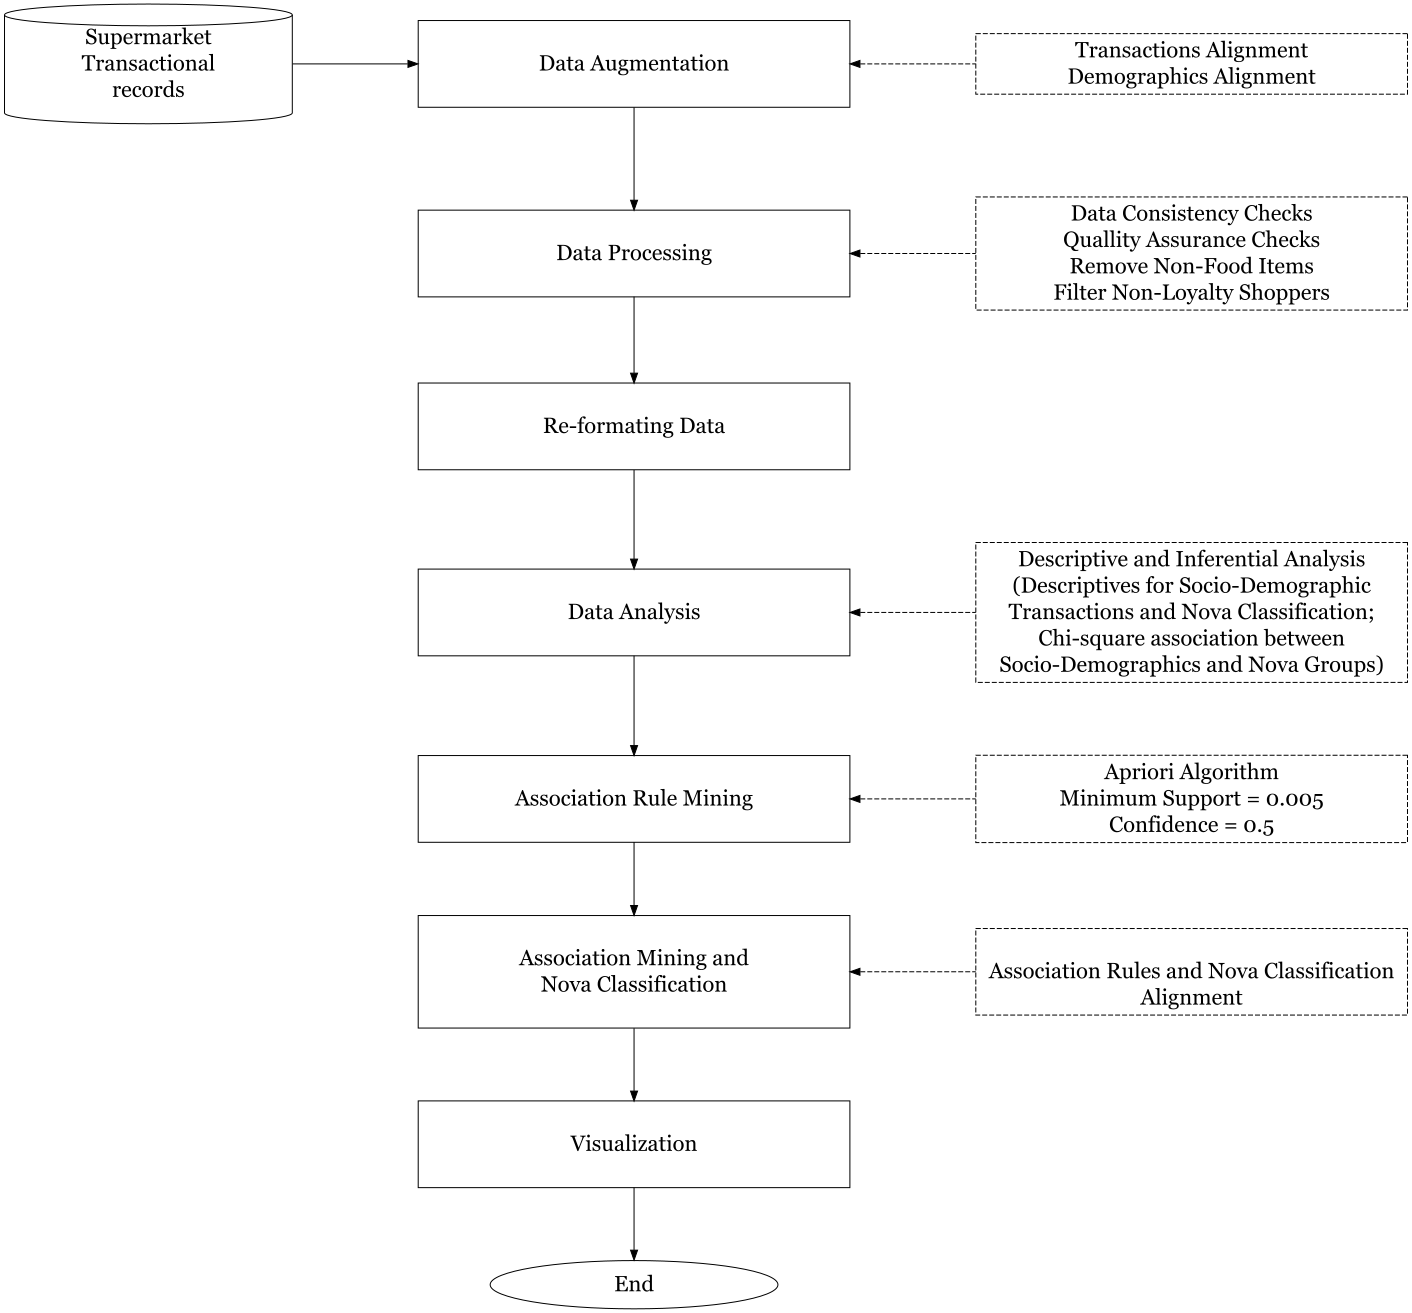 Supermarket
Transactional
records
Data Augmentation
Transactions Alignment
Demographics Alignment
Data Processing
Data Consistency Checks
Quallity Assurance Checks
Remove Non-Food Items
Filter Non-Loyalty Shoppers
Re-formating Data
Data Analysis
Descriptive and Inferential Analysis
(Descriptives for Socio-Demographic
Transactions and Nova Classification;
Chi-square association between
Socio-Demographics and Nova Groups)
Association Rule Mining
Apriori Algorithm
Minimum Support = 0.005
Confidence = 0.5
Association Mining and
Nova Classification
Association Rules and Nova Classification
Alignment
Visualization
End